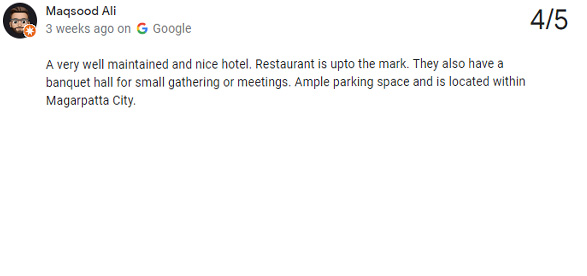 Maqsood Ali
4/5
3 weeks ago on Google
A very well maintained and nice hotel. Restaurant is upto the mark. They also have a
banquet hall for small gathering or meetings. Ample parking space and is located within
Magarpatta City.